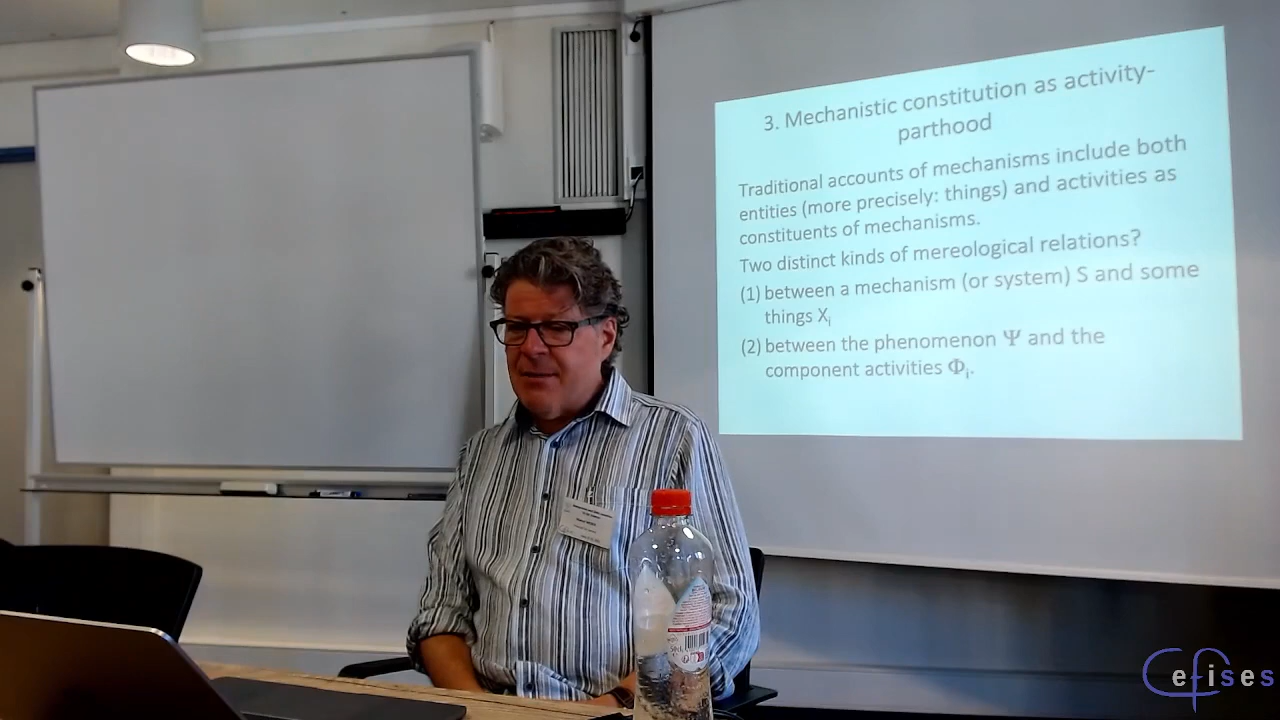 3. Mechanistic constitution as activity-
parthood
Traditional accounts of mechanisms include both
entities (more precisely: things) and activities as
constituents of mechanisms.
Two distinct kinds of mereological relations?
(1) between a mechanism (or system) S and some
things Xᵢ
(2) between the phenomenon Ψ and the
component activities Φᵢ.
efises